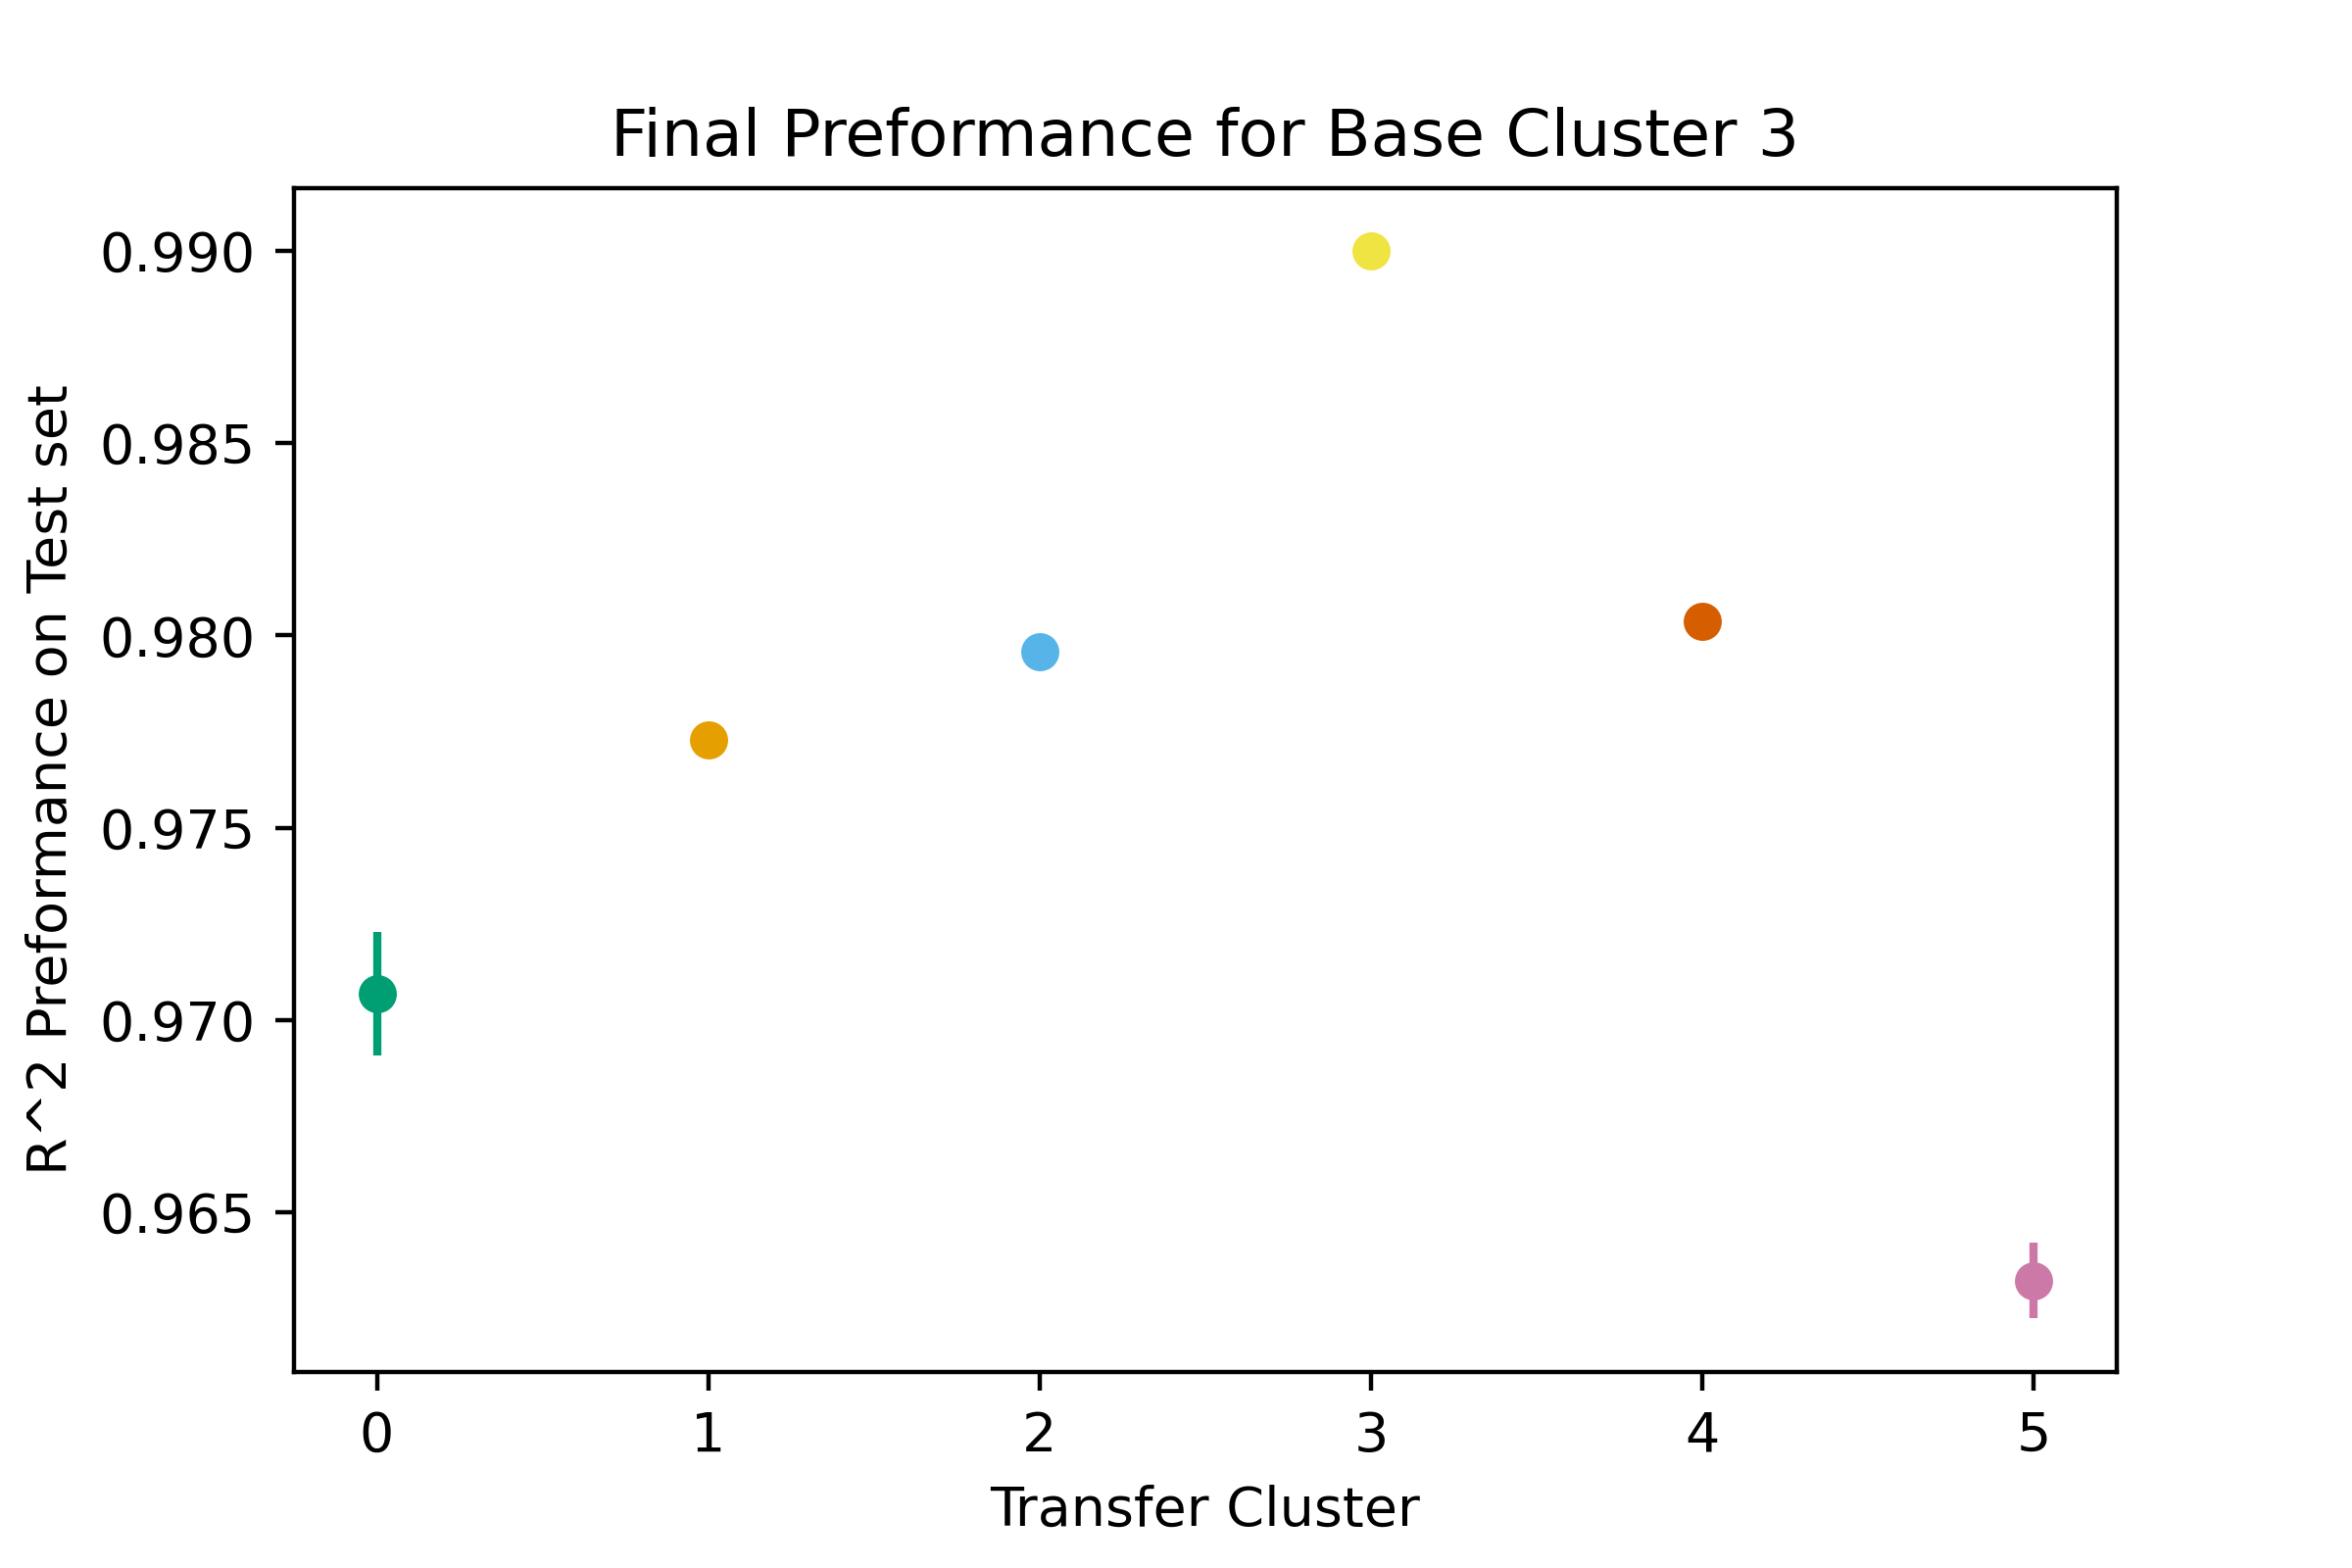 Final Preformance for Base Cluster 3
R^2 Preformance on Test set
0.990
0.985
0.980
0.975
0.970
0.965
0 1 2 3 4 5
Transfer Cluster